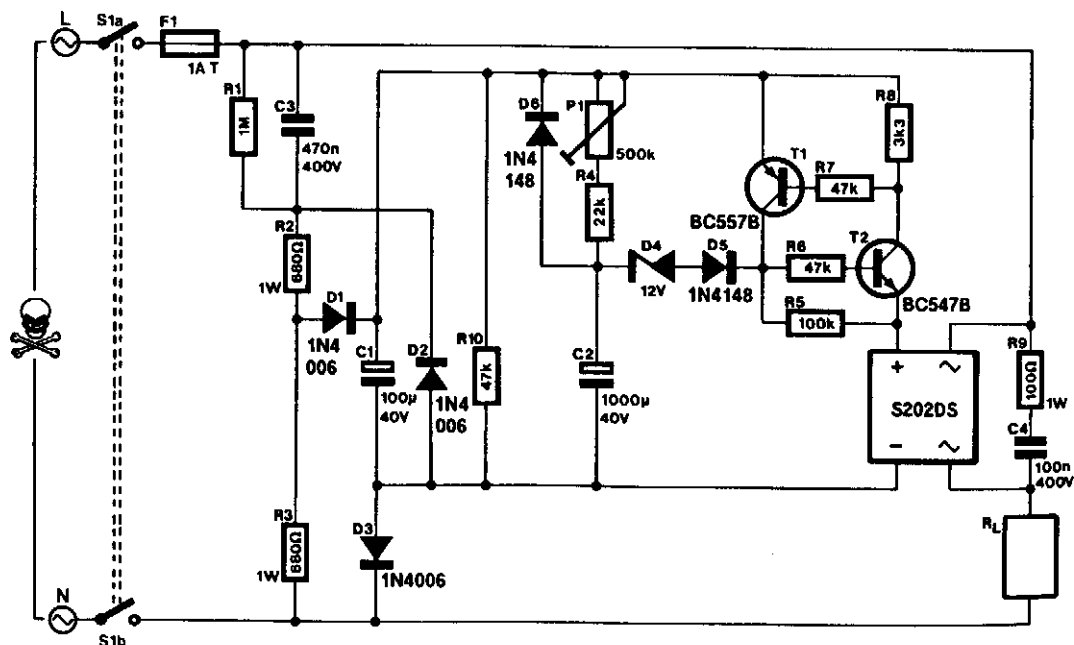 L
S1a
F1
1A T
R1
1M
C3
470n
400V
R2
680Ω
1W
D1
1N4
006
C1
100µ
40V
D2
1N4
006
R10
47k
D6
1N4
148
P1
500k
R4
22k
D4
12V
D5
1N4148
C2
1000µ
40V
T1
BC557B
R7
47k
R8
3k3
T2
BC547B
R6
47k
R5
100k
+
S202DS
−
R9
100Ω
1W
C4
100n
400V
RL
R3
680Ω
1W
D3
1N4006
N
S1b